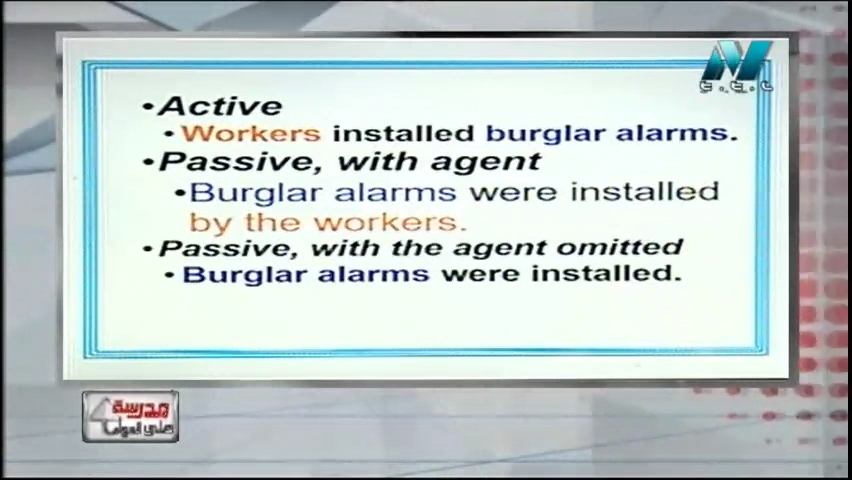 •Active
• Workers installed burglar alarms.
•Passive, with agent
•Burglar alarms were installed
by the workers.
•Passive, with the agent omitted
• Burglar alarms were installed.
مدرسة
على الهواء